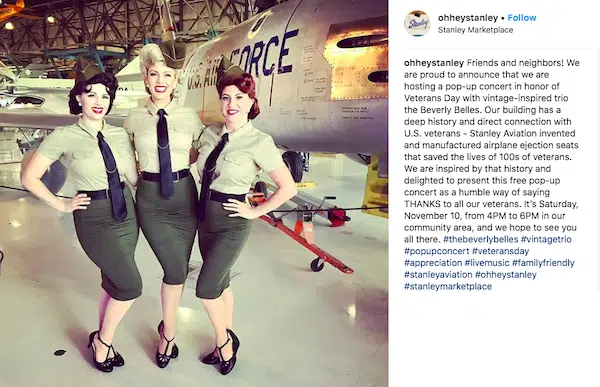 U.S. AIR FORCE
Stanley
ohheystanley • Follow
Stanley Marketplace
ohheystanley Friends and neighbors! We
are proud to announce that we are
hosting a pop-up concert in honor of
Veterans Day with vintage-inspired trio
the Beverly Belles. Our building has a
deep history and direct connection with
U.S. veterans - Stanley Aviation invented
and manufactured airplane ejection seats
that saved the lives of 100s of veterans.
We are inspired by that history and
delighted to present this free pop-up
concert as a humble way of saying
THANKS to all our veterans. It's Saturday,
November 10, from 4PM to 6PM in our
community area, and we hope to see you
all there. #thebeverlybelles #vintagetrio
#popupconcert #veteransday
#appreciation #livemusic #familyfriendly
#stanleyaviation #ohheystanley
#stanleymarketplace